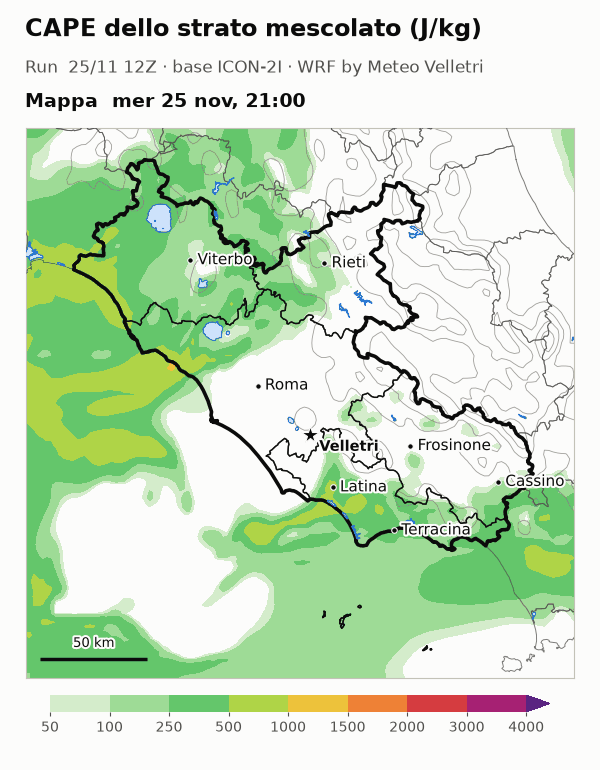 CAPE dello strato mescolato (J/kg)
Run  25/11 12Z · base ICON-2I · WRF by Meteo Velletri
Mappa  mer 25 nov, 21:00
Viterbo
Rieti
Roma
Velletri
Frosinone
Cassino
Latina
Terracina
50 km
50 100 250 500 1000 1500 2000 3000 4000